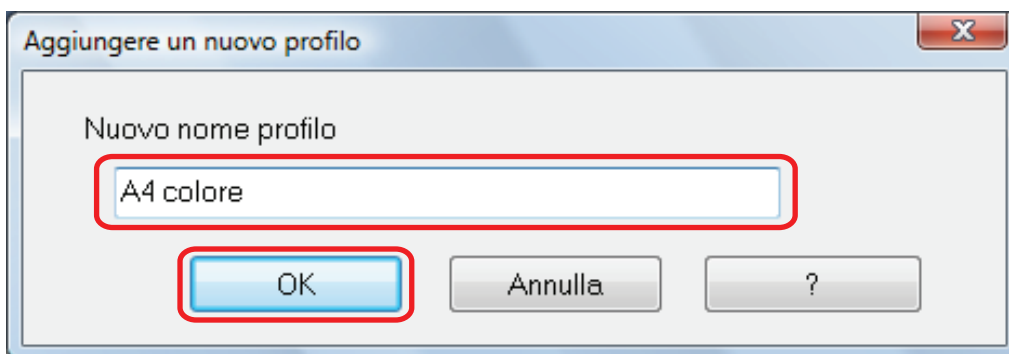 Aggiungere un nuovo profilo
Nuovo nome profilo
A4 colore
OK Annulla ?